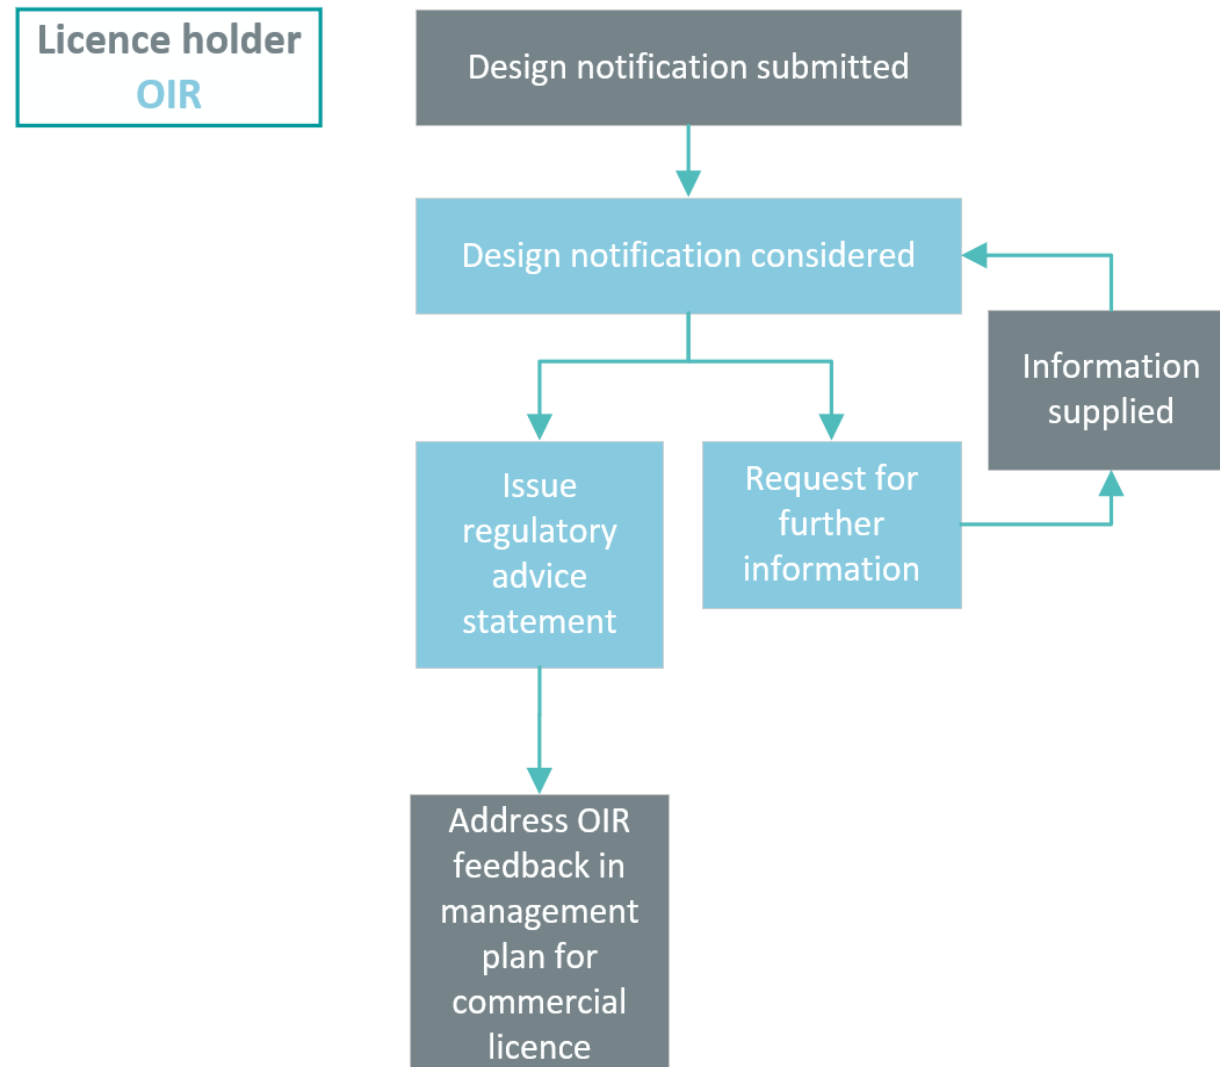 Licence holder
OIR
Design notification submitted
Design notification considered
Information
supplied
Issue
regulatory
advice
statement
Request for
further
information
Address OIR
feedback in
management
plan for
commercial
licence